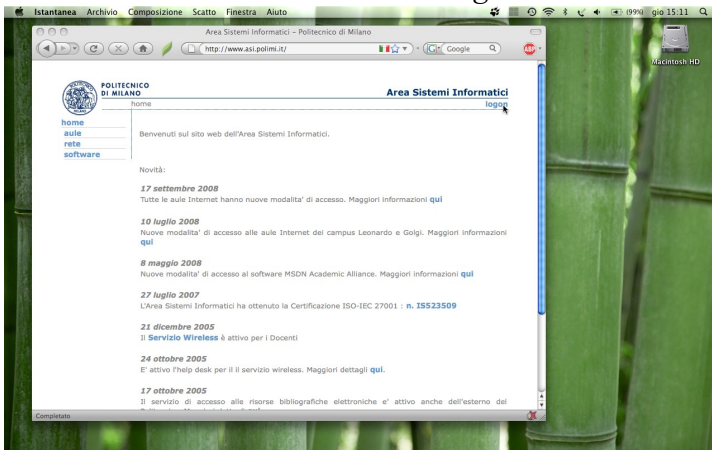 Istantanea Archivio Composizione Scatto Finestra Aiuto (99%) gio 15:11
Area Sistemi Informatici – Politecnico di Milano
http://www.asi.polimi.it/ Google ABP
Macintosh HD
POLITECNICO
DI MILANO
Area Sistemi Informatici
home logon
home
aule
rete
software
Benvenuti sul sito web dell'Area Sistemi Informatici.
Novità:
17 settembre 2008
Tutte le aule Internet hanno nuove modalita' di accesso. Maggiori informazioni qui
10 luglio 2008
Nuove modalita' di accesso alle aule Internet dei campus Leonardo e Golgi. Maggiori informazioni
qui
8 maggio 2008
Nuove modalita' di accesso al software MSDN Academic Alliance. Maggiori informazioni qui
27 luglio 2007
L'Area Sistemi Informatici ha ottenuto la Certificazione ISO-IEC 27001 : n. IS523509
21 dicembre 2005
Il Servizio Wireless è attivo per i Docenti
24 ottobre 2005
E' attivo l'help desk per il il servizio wireless. Maggiori dettagli qui.
17 ottobre 2005
Il servizio di accesso alle risorse bibliografiche elettroniche e' attivo anche dell'esterno del
Completato